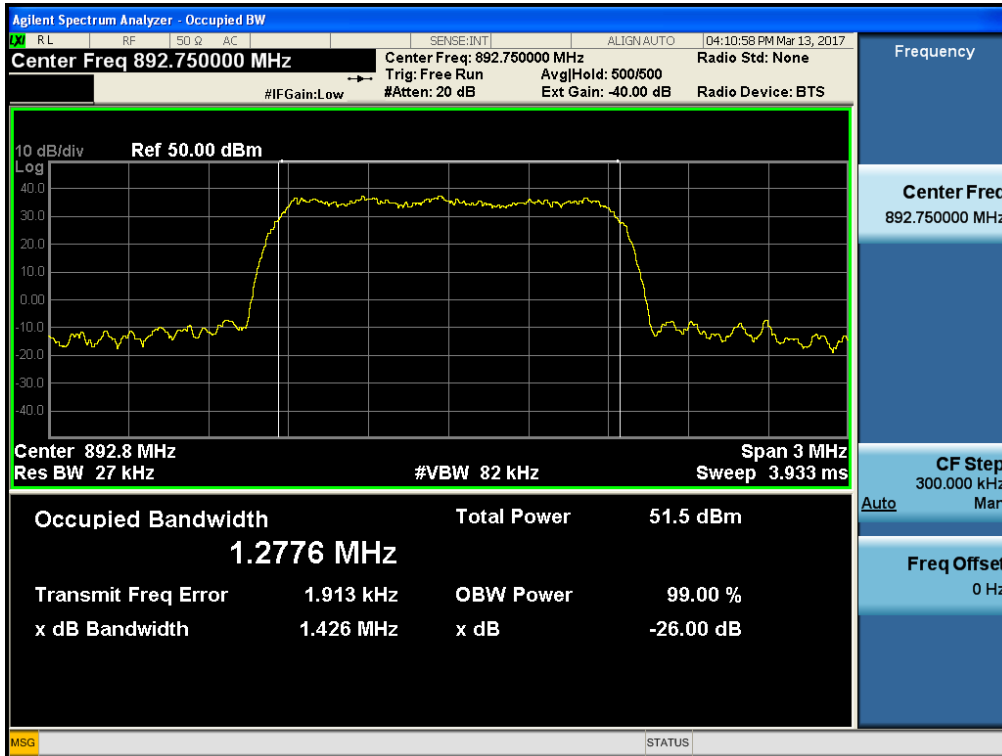 Agilent Spectrum Analyzer - Occupied BW
LXI RL RF 50 Ω AC SENSE:INT ALIGN AUTO 04:10:58 PM Mar 13, 2017
Center Freq 892.750000 MHz
Center Freq: 892.750000 MHz Radio Std: None
Trig: Free Run Avg|Hold: 500/500
#IFGain:Low #Atten: 20 dB Ext Gain: -40.00 dB Radio Device: BTS
10 dB/div Ref 50.00 dBm
Log
40.0
30.0
20.0
10.0
0.00
-10.0
-20.0
-30.0
-40.0
Center 892.8 MHz Span 3 MHz
Res BW 27 kHz #VBW 82 kHz Sweep 3.933 ms
Occupied Bandwidth Total Power 51.5 dBm
1.2776 MHz
Transmit Freq Error 1.913 kHz OBW Power 99.00 %
x dB Bandwidth 1.426 MHz x dB -26.00 dB
Frequency
Center Freq
892.750000 MHz
CF Step
300.000 kHz
Auto Man
Freq Offset
0 Hz
MSG STATUS